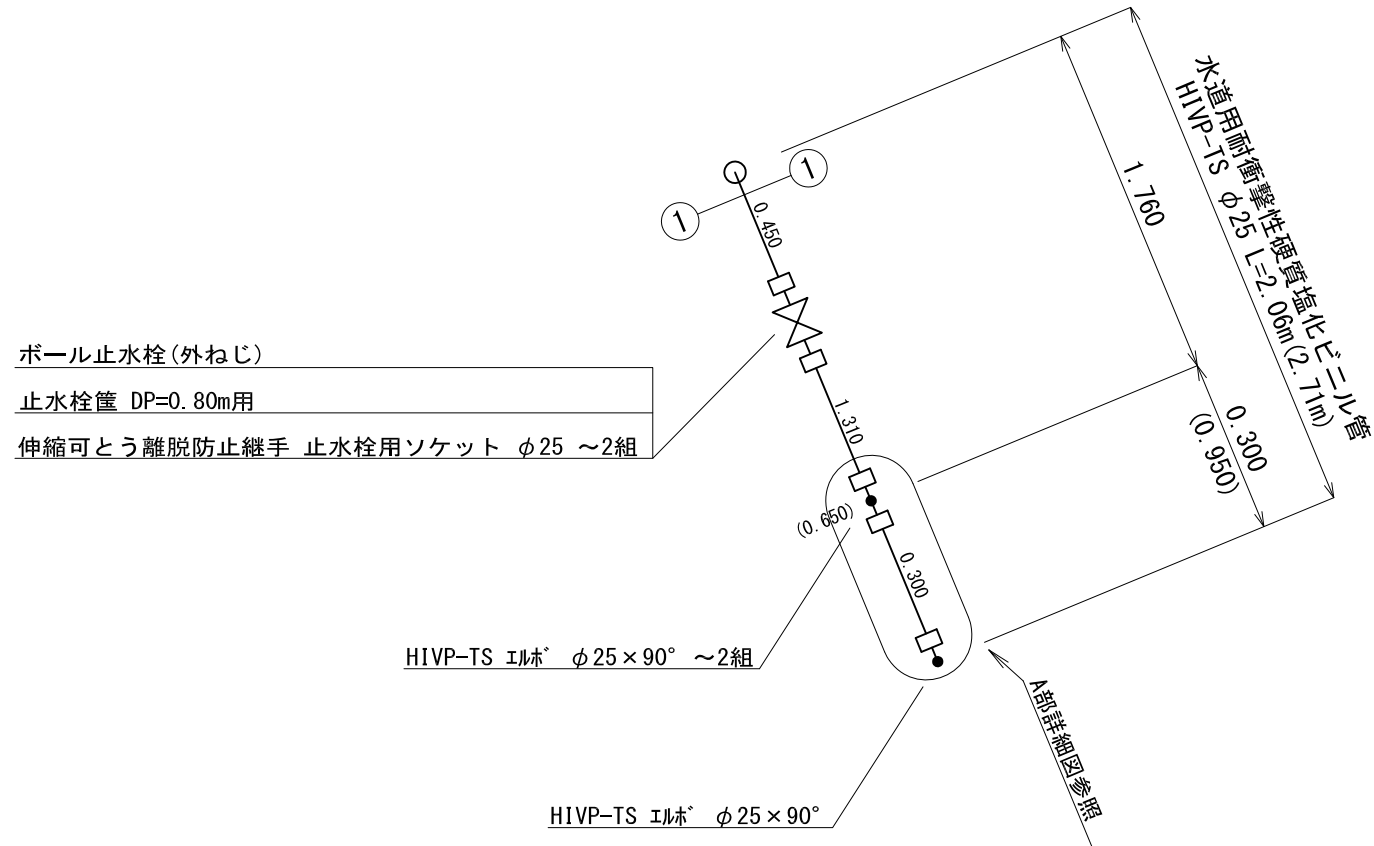 水道用耐衝撃性硬質塩化ビニル管
HIVP-TS φ25 L=2.06m(2.71m)
1.760
0.300
(0.950)
1
1
0.450
1.310
(0.650)
0.300
ボール止水栓(外ねじ)
止水栓筐 DP=0.80m用
伸縮可とう離脱防止継手 止水栓用ソケット φ25 ～2組
HIVP-TS ｴﾙﾎﾞ φ25×90° ～2組
HIVP-TS ｴﾙﾎﾞ φ25×90°
A部詳細図参照